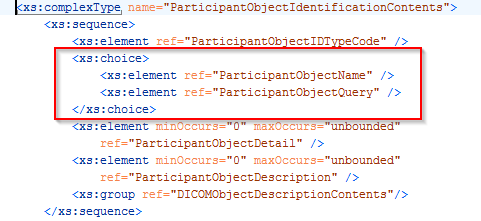 <xs:complexType name="ParticipantObjectIdentificationContents">
<xs:sequence>
<xs:element ref="ParticipantObjectIDTypeCode" />
<xs:choice>
<xs:element ref="ParticipantObjectName" />
<xs:element ref="ParticipantObjectQuery" />
</xs:choice>
<xs:element minOccurs="0" maxOccurs="unbounded"
ref="ParticipantObjectDetail" />
<xs:element minOccurs="0" maxOccurs="unbounded"
ref="ParticipantObjectDescription" />
<xs:group ref="DICOMObjectDescriptionContents"/>
</xs:sequence>